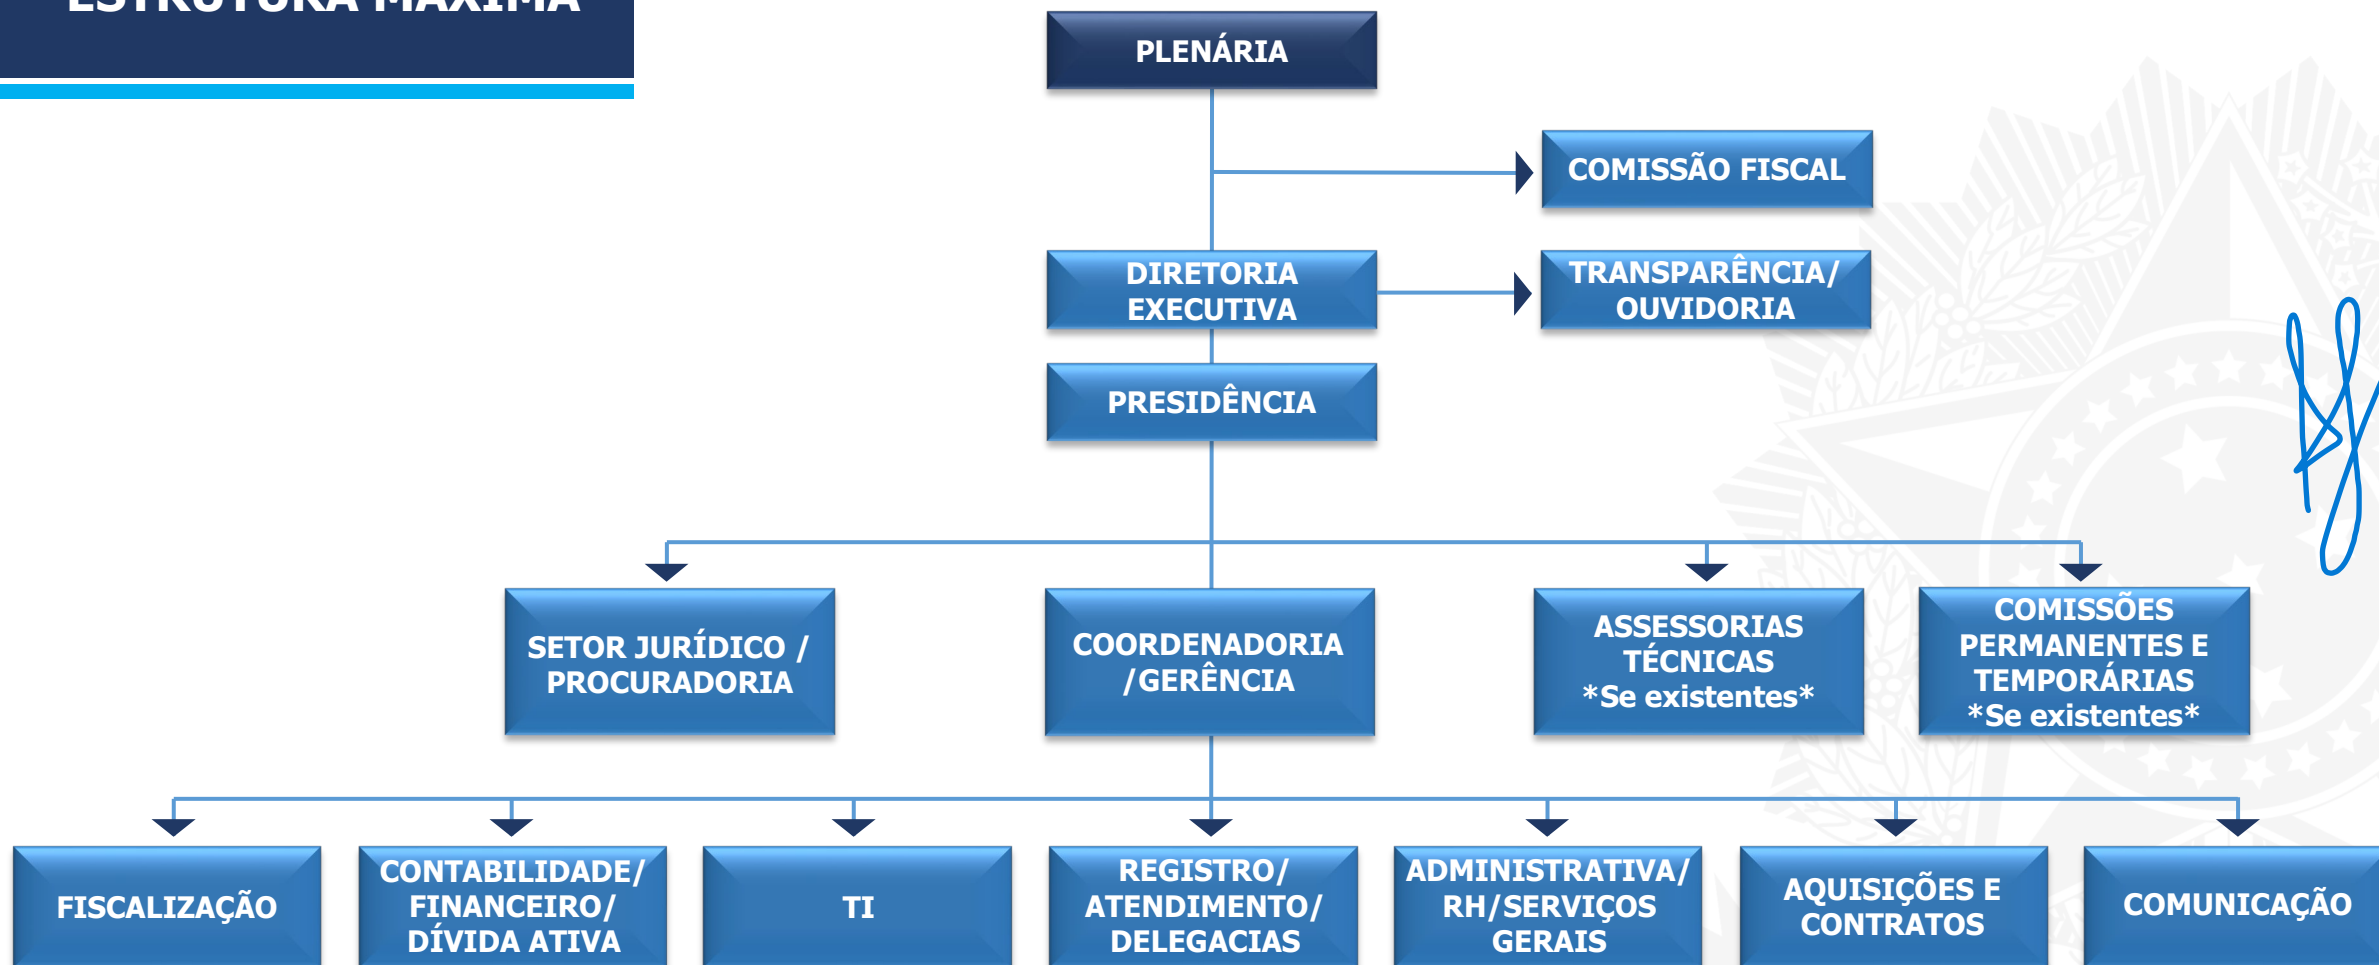 ESTRUTURA MÁXIMA
PLENÁRIA
COMISSÃO FISCAL
DIRETORIA
EXECUTIVA
TRANSPARÊNCIA/
OUVIDORIA
PRESIDÊNCIA
SETOR JURÍDICO /
PROCURADORIA
COORDENADORIA
/GERÊNCIA
ASSESSORIAS
TÉCNICAS
*Se existentes*
COMISSÕES
PERMANENTES E
TEMPORÁRIAS
*Se existentes*
FISCALIZAÇÃO
CONTABILIDADE/
FINANCEIRO/
DÍVIDA ATIVA
TI
REGISTRO/
ATENDIMENTO/
DELEGACIAS
ADMINISTRATIVA/
RH/SERVIÇOS
GERAIS
AQUISIÇÕES E
CONTRATOS
COMUNICAÇÃO